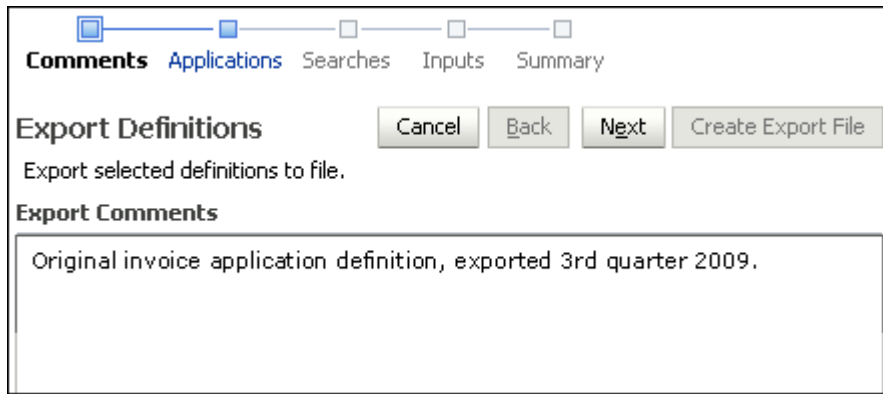 Comments Applications Searches Inputs Summary
Export Definitions Cancel Back Next Create Export File
Export selected definitions to file.
Export Comments
Original invoice application definition, exported 3rd quarter 2009.